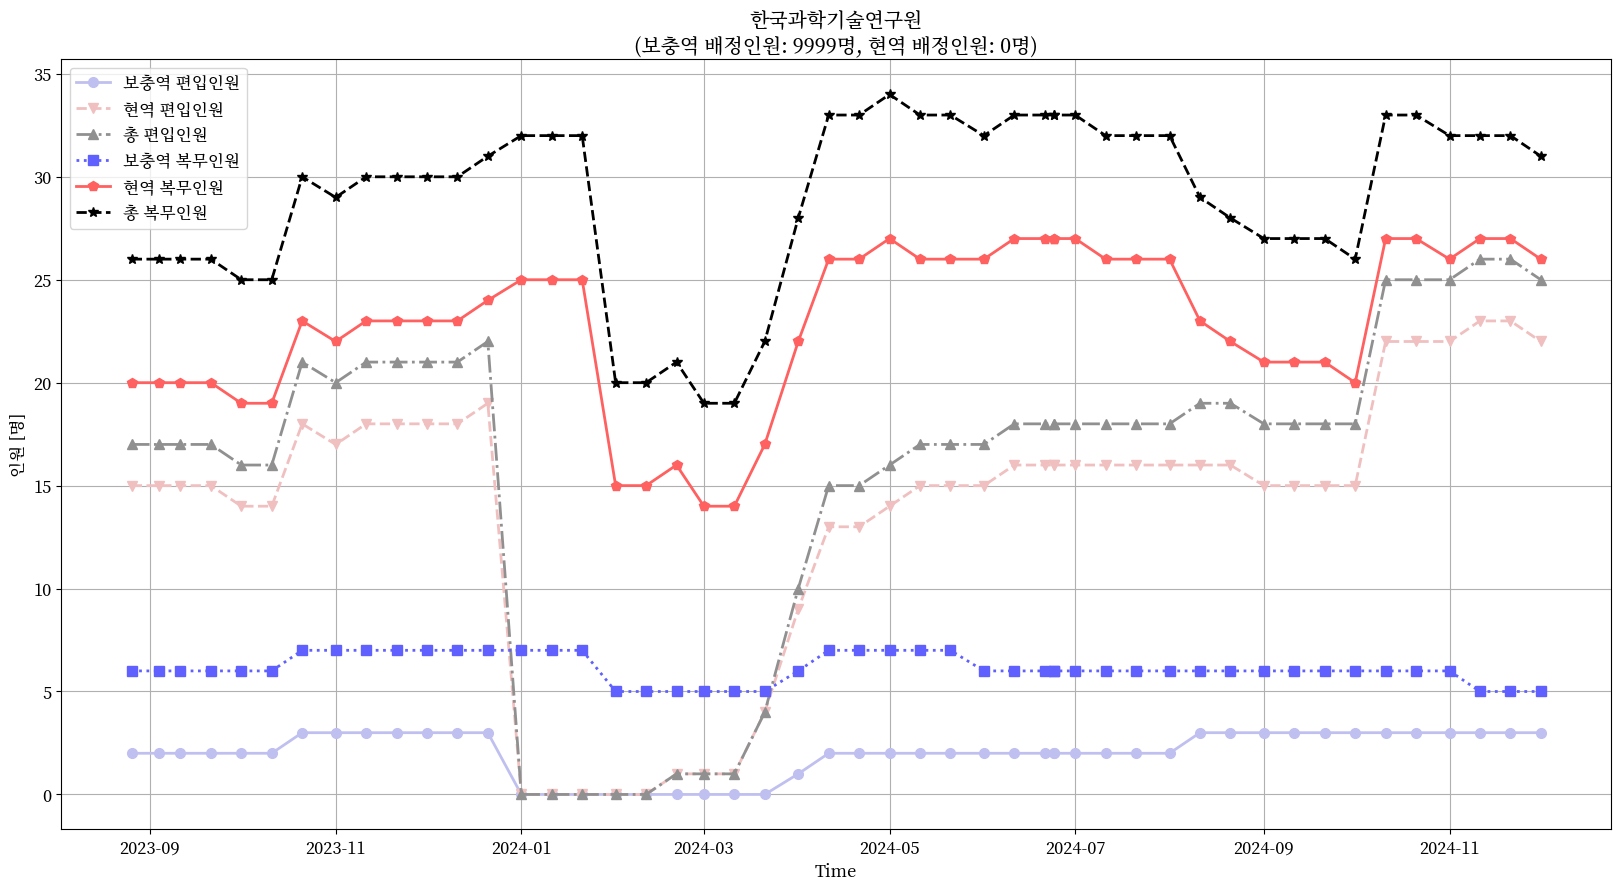 한국과학기술연구원
(보충역 배정인원: 9999명, 현역 배정인원: 0명)
보충역 편입인원
현역 편입인원
총 편입인원
보충역 복무인원
현역 복무인원
총 복무인원
인원 [명]
35
30
25
20
15
10
5
0
2023-09 2023-11 2024-01 2024-03 2024-05 2024-07 2024-09 2024-11
Time